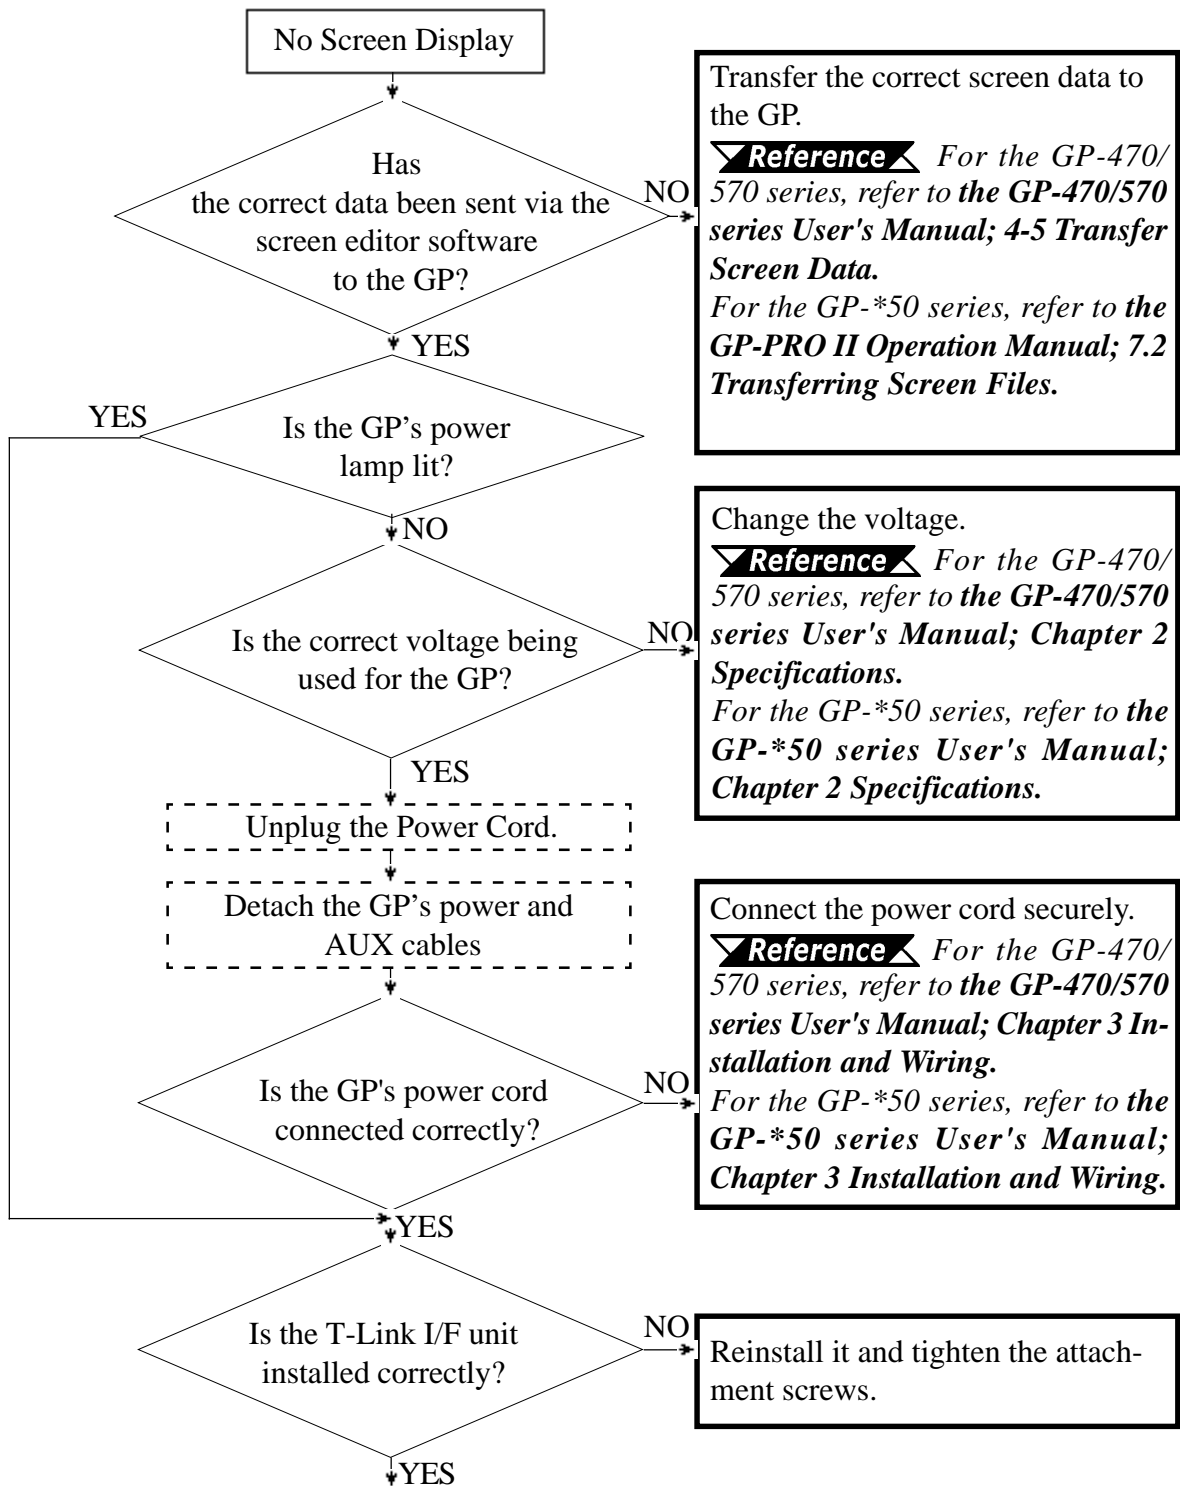 No Screen Display
Has
the correct data been sent via the
screen editor software
to the GP?
NO
Transfer the correct screen data to
the GP.
Reference For the GP-470/
570 series, refer to the GP-470/570
series User's Manual; 4-5 Transfer
Screen Data.
For the GP-*50 series, refer to the
GP-PRO II Operation Manual; 7.2
Transferring Screen Files.
YES
YES
Is the GP’s power
lamp lit?
NO
Is the correct voltage being
used for the GP?
NO
Change the voltage.
Reference For the GP-470/
570 series, refer to the GP-470/570
series User's Manual; Chapter 2
Specifications.
For the GP-*50 series, refer to the
GP-*50 series User's Manual;
Chapter 2 Specifications.
YES
Unplug the Power Cord.
Detach the GP’s power and
AUX cables
Is the GP's power cord
connected correctly?
NO
Connect the power cord securely.
Reference For the GP-470/
570 series, refer to the GP-470/570
series User's Manual; Chapter 3 In-
stallation and Wiring.
For the GP-*50 series, refer to the
GP-*50 series User's Manual;
Chapter 3 Installation and Wiring.
YES
Is the T-Link I/F unit
installed correctly?
NO
Reinstall it and tighten the attach-
ment screws.
YES